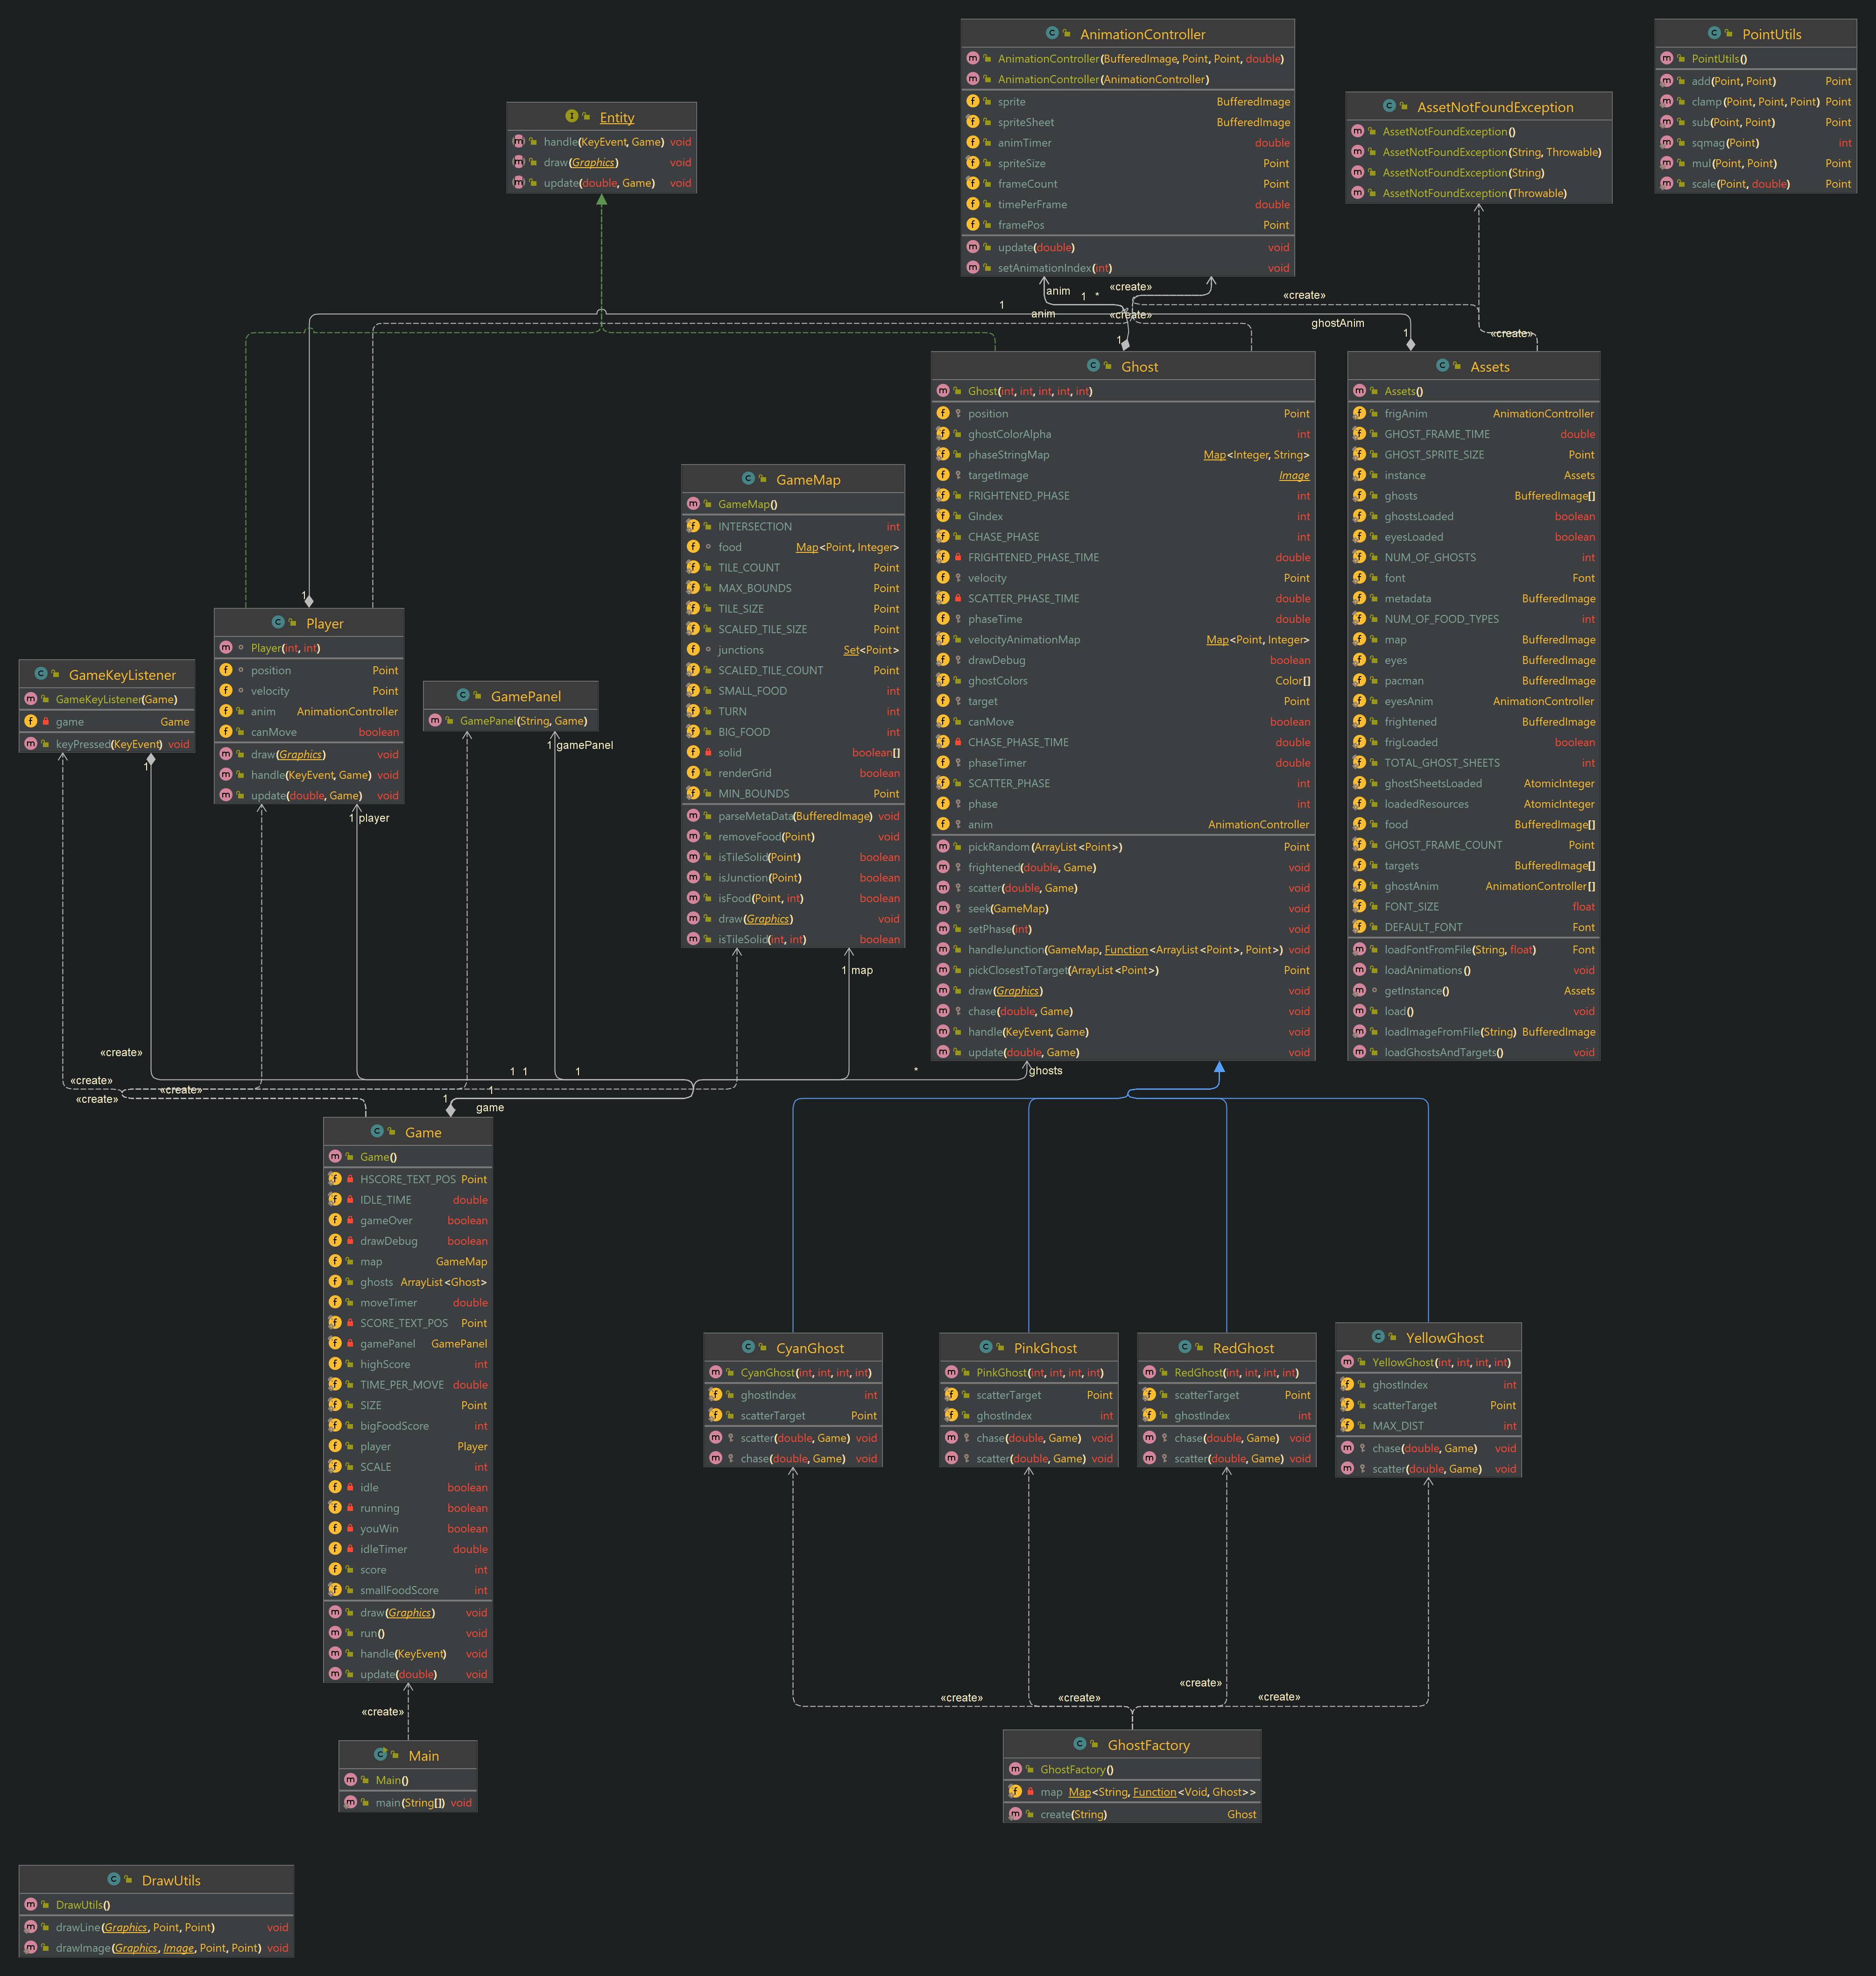 AnimationController
AnimationController(BufferedImage, Point, Point, double)
AnimationController(AnimationController)
sprite BufferedImage
spriteSheet BufferedImage
animTimer double
spriteSize Point
frameCount Point
timePerFrame double
framePos Point
update(double) void
setAnimationIndex(int) void
PointUtils
PointUtils()
add(Point, Point) Point
clamp(Point, Point, Point) Point
sub(Point, Point) Point
sqmag(Point) int
mul(Point, Point) Point
scale(Point, double) Point
AssetNotFoundException
AssetNotFoundException()
AssetNotFoundException(String, Throwable)
AssetNotFoundException(String)
AssetNotFoundException(Throwable)
Entity
handle(KeyEvent, Game) void
draw(Graphics) void
update(double, Game) void
anim
1
*
«create»
«create»
1
anim
«create»
ghostAnim
1
1
«create»
Ghost
Ghost(int, int, int, int, int)
position Point
ghostColorAlpha int
phaseStringMap Map<Integer, String>
targetImage Image
FRIGHTENED_PHASE int
GIndex int
CHASE_PHASE int
FRIGHTENED_PHASE_TIME double
velocity Point
SCATTER_PHASE_TIME double
phaseTime double
velocityAnimationMap Map<Point, Integer>
drawDebug boolean
ghostColors Color[]
target Point
canMove boolean
CHASE_PHASE_TIME double
phaseTimer double
SCATTER_PHASE int
phase int
anim AnimationController
pickRandom(ArrayList<Point>) Point
frightened(double, Game) void
scatter(double, Game) void
seek(GameMap) void
setPhase(int) void
handleJunction(GameMap, Function<ArrayList<Point>, Point>) void
pickClosestToTarget(ArrayList<Point>) Point
draw(Graphics) void
chase(double, Game) void
handle(KeyEvent, Game) void
update(double, Game) void
Assets
Assets()
frigAnim AnimationController
GHOST_FRAME_TIME double
GHOST_SPRITE_SIZE Point
instance Assets
ghosts BufferedImage[]
ghostsLoaded boolean
eyesLoaded boolean
NUM_OF_GHOSTS int
font Font
metadata BufferedImage
NUM_OF_FOOD_TYPES int
map BufferedImage
eyes BufferedImage
pacman BufferedImage
eyesAnim AnimationController
frightened BufferedImage
frigLoaded boolean
TOTAL_GHOST_SHEETS int
ghostSheetsLoaded AtomicInteger
loadedResources AtomicInteger
food BufferedImage[]
GHOST_FRAME_COUNT Point
targets BufferedImage[]
ghostAnim AnimationController[]
FONT_SIZE float
DEFAULT_FONT Font
loadFontFromFile(String, float) Font
loadAnimations() void
getInstance() Assets
load() void
loadImageFromFile(String) BufferedImage
loadGhostsAndTargets() void
GameMap
GameMap()
INTERSECTION int
food Map<Point, Integer>
TILE_COUNT Point
MAX_BOUNDS Point
TILE_SIZE Point
SCALED_TILE_SIZE Point
junctions Set<Point>
SCALED_TILE_COUNT Point
SMALL_FOOD int
TURN int
BIG_FOOD int
solid boolean[]
renderGrid boolean
MIN_BOUNDS Point
parseMetaData(BufferedImage) void
removeFood(Point) void
isTileSolid(Point) boolean
isJunction(Point) boolean
isFood(Point, int) boolean
draw(Graphics) void
isTileSolid(int, int) boolean
1
Player
Player(int, int)
position Point
velocity Point
anim AnimationController
canMove boolean
draw(Graphics) void
handle(KeyEvent, Game) void
update(double, Game) void
GameKeyListener
GameKeyListener(Game)
game Game
keyPressed(KeyEvent) void
GamePanel
GamePanel(String, Game)
1 gamePanel
1
1 player
1 map
«create»
«create»
«create»
«create»
1 1
1
1
1
game
*
ghosts
Game
Game()
HSCORE_TEXT_POS Point
IDLE_TIME double
gameOver boolean
drawDebug boolean
map GameMap
ghosts ArrayList<Ghost>
moveTimer double
SCORE_TEXT_POS Point
gamePanel GamePanel
highScore int
TIME_PER_MOVE double
SIZE Point
bigFoodScore int
player Player
SCALE int
idle boolean
running boolean
youWin boolean
idleTimer double
score int
smallFoodScore int
draw(Graphics) void
run() void
handle(KeyEvent) void
update(double) void
CyanGhost
CyanGhost(int, int, int, int)
ghostIndex int
scatterTarget Point
scatter(double, Game) void
chase(double, Game) void
PinkGhost
PinkGhost(int, int, int, int)
scatterTarget Point
ghostIndex int
chase(double, Game) void
scatter(double, Game) void
RedGhost
RedGhost(int, int, int, int)
scatterTarget Point
ghostIndex int
chase(double, Game) void
scatter(double, Game) void
YellowGhost
YellowGhost(int, int, int, int)
ghostIndex int
scatterTarget Point
MAX_DIST int
chase(double, Game) void
scatter(double, Game) void
«create»
«create»
«create»
«create»
«create»
Main
Main()
main(String[]) void
GhostFactory
GhostFactory()
map Map<String, Function<Void, Ghost>>
create(String) Ghost
DrawUtils
DrawUtils()
drawLine(Graphics, Point, Point) void
drawImage(Graphics, Image, Point, Point) void